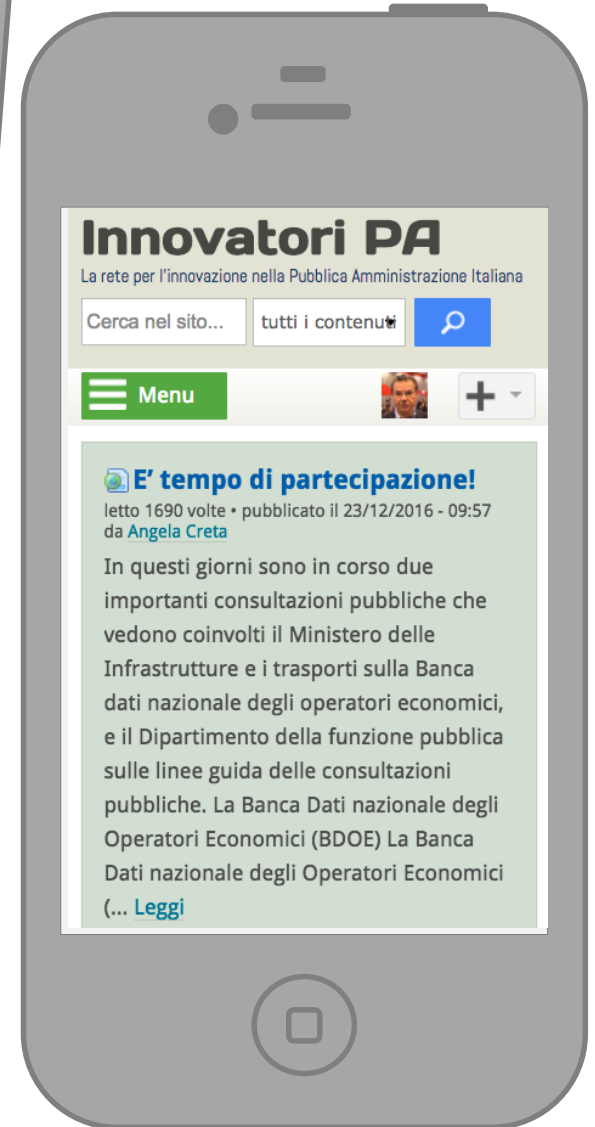 Innovatori PA
La rete per l'innovazione nella Pubblica Amministrazione Italiana
Cerca nel sito... tutti i contenuti
Menu
E' tempo di partecipazione!
letto 1690 volte • pubblicato il 23/12/2016 - 09:57
da Angela Creta
In questi giorni sono in corso due
importanti consultazioni pubbliche che
vedono coinvolti il Ministero delle
Infrastrutture e i trasporti sulla Banca
dati nazionale degli operatori economici,
e il Dipartimento della funzione pubblica
sulle linee guida delle consultazioni
pubbliche. La Banca Dati nazionale degli
Operatori Economici (BDOE) La Banca
Dati nazionale degli Operatori Economici
(... Leggi